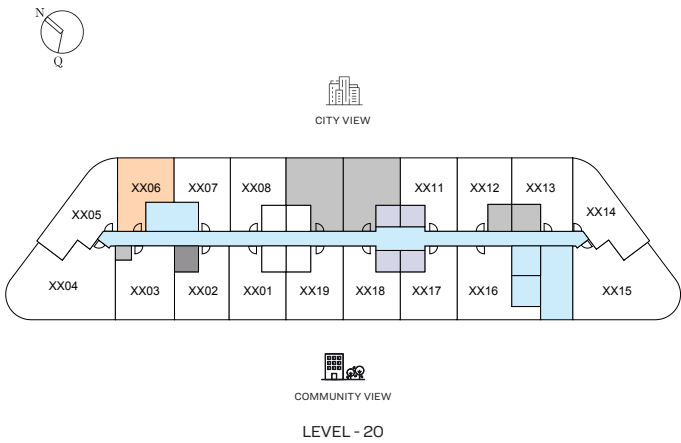 N
Q
CITY VIEW
XX06 XX07 XX08 XX11 XX12 XX13
XX05 XX14
XX04 XX03 XX02 XX01 XX19 XX18 XX17 XX16 XX15
COMMUNITY VIEW
LEVEL - 20